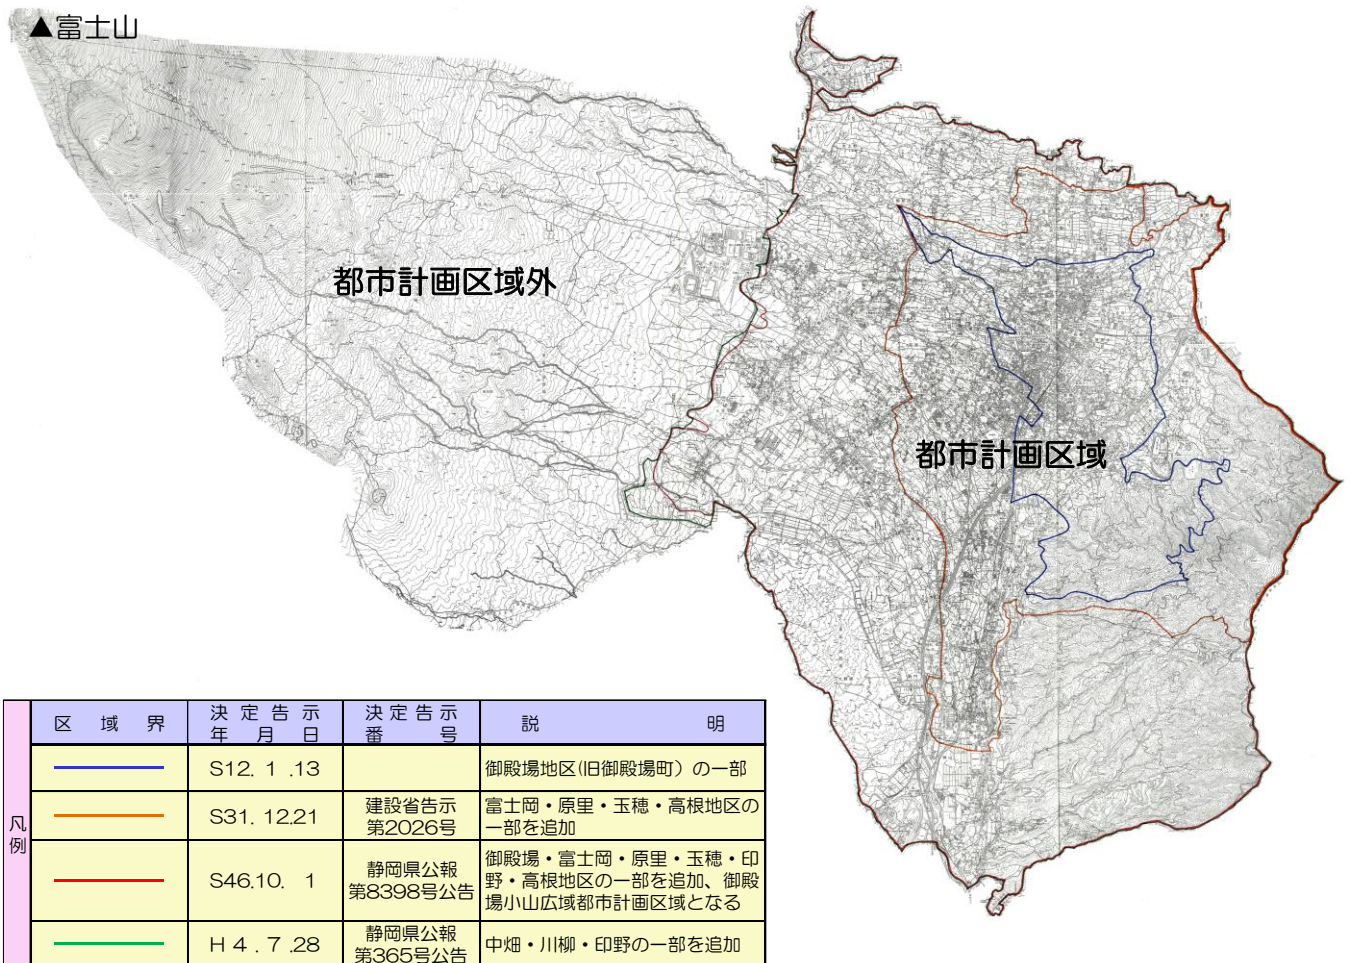 ▲富士山
都市計画区域外
都市計画区域
凡例
区域界
決定告示
年月日
決定告示
番号
説明
S12. 1 .13
御殿場地区(旧御殿場町）の一部
S31. 12.21
建設省告示
第2026号
富士岡・原里・玉穂・高根地区の
一部を追加
S46.10. 1
静岡県公報
第8398号公告
御殿場・富士岡・原里・玉穂・印
野・高根地区の一部を追加、御殿
場小山広域都市計画区域となる
H 4 . 7 .28
静岡県公報
第365号公告
中畑・川柳・印野の一部を追加